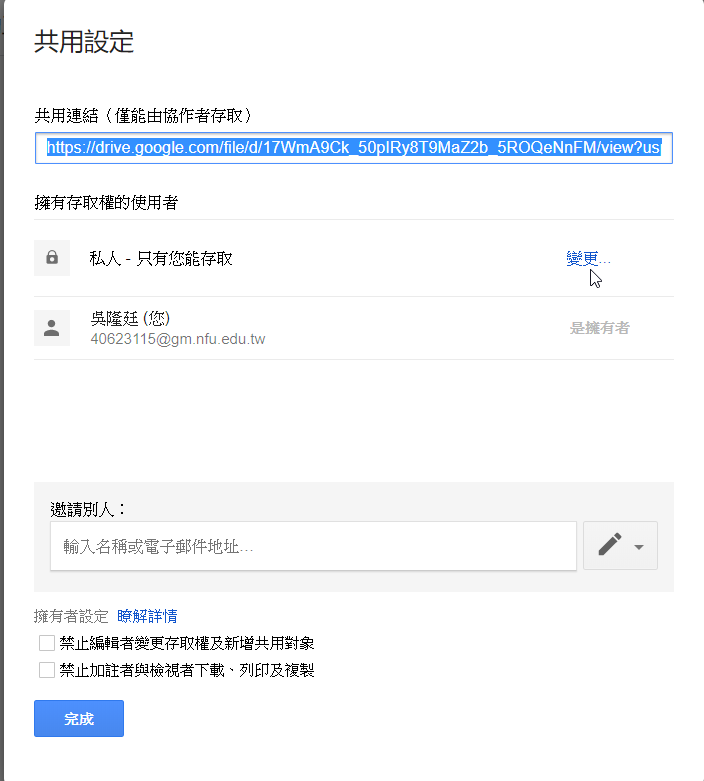 共用設定
共用連結（僅能由協作者存取）
https://drive.google.com/file/d/17WmA9Ck_50pIRy8T9MaZ2b_5ROQeNnFM/view?usp
擁有存取權的使用者
私人 - 只有您能存取
變更...
吳隆廷 (您)
是擁有者
40623115@gm.nfu.edu.tw
邀請別人：
輸入名稱或電子郵件地址...
擁有者設定 瞭解詳情
禁止編輯者變更存取權及新增共用對象
禁止加註者與檢視者下載、列印及複製
完成